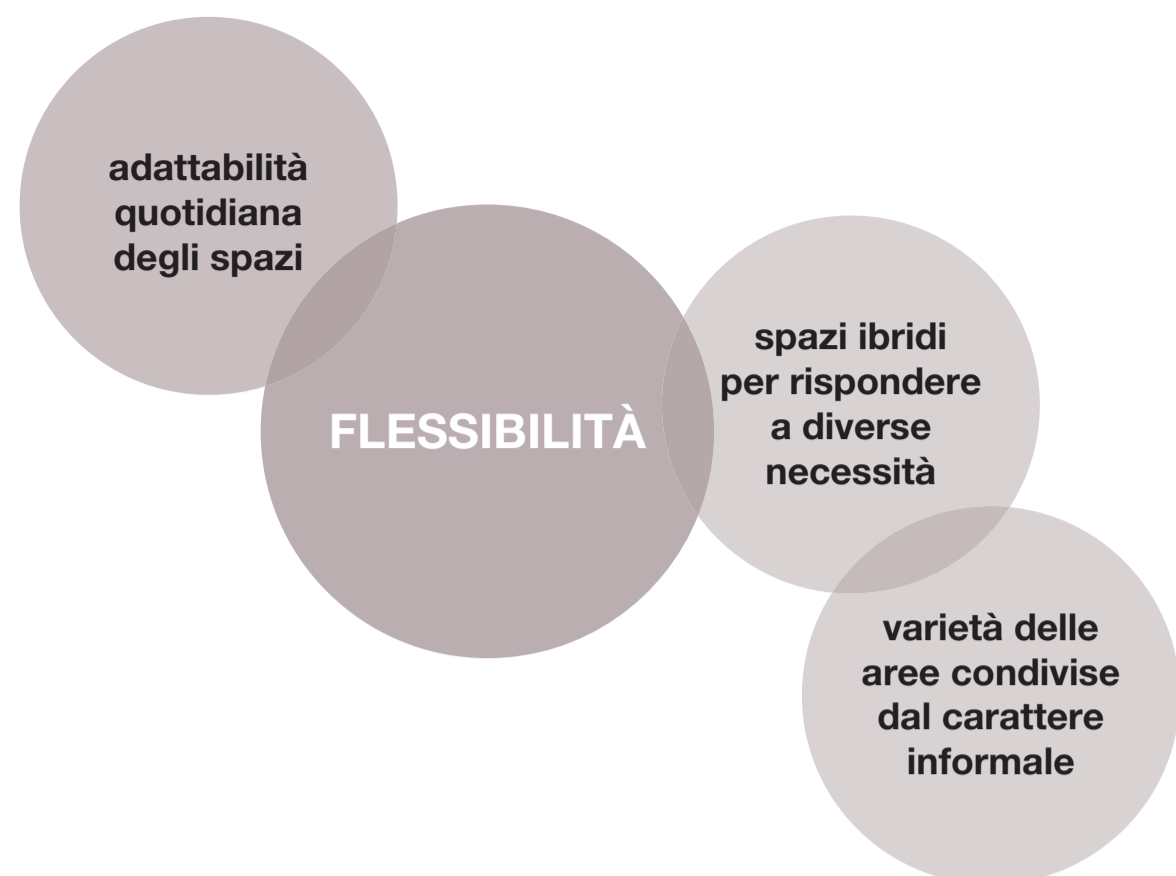 adattabilità
quotidiana
degli spazi
FLESSIBILITÀ
spazi ibridi
per rispondere
a diverse
necessità
varietà delle
aree condivise
dal carattere
informale